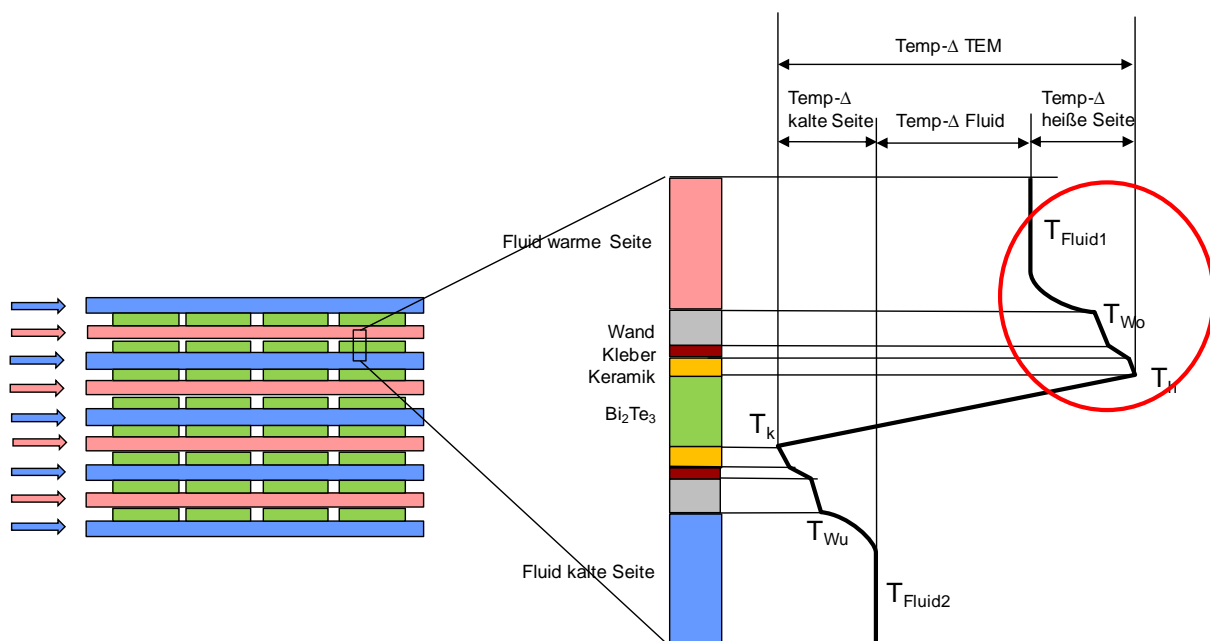 Temp-Δ TEM
Temp-Δ
kalte Seite
Temp-Δ Fluid
Temp-Δ
heiße Seite
Fluid warme Seite
T_Fluid1
T_Wo
Wand
Kleber
Keramik
T_h
Bi₂Te₃
T_k
T_Wu
Fluid kalte Seite
T_Fluid2